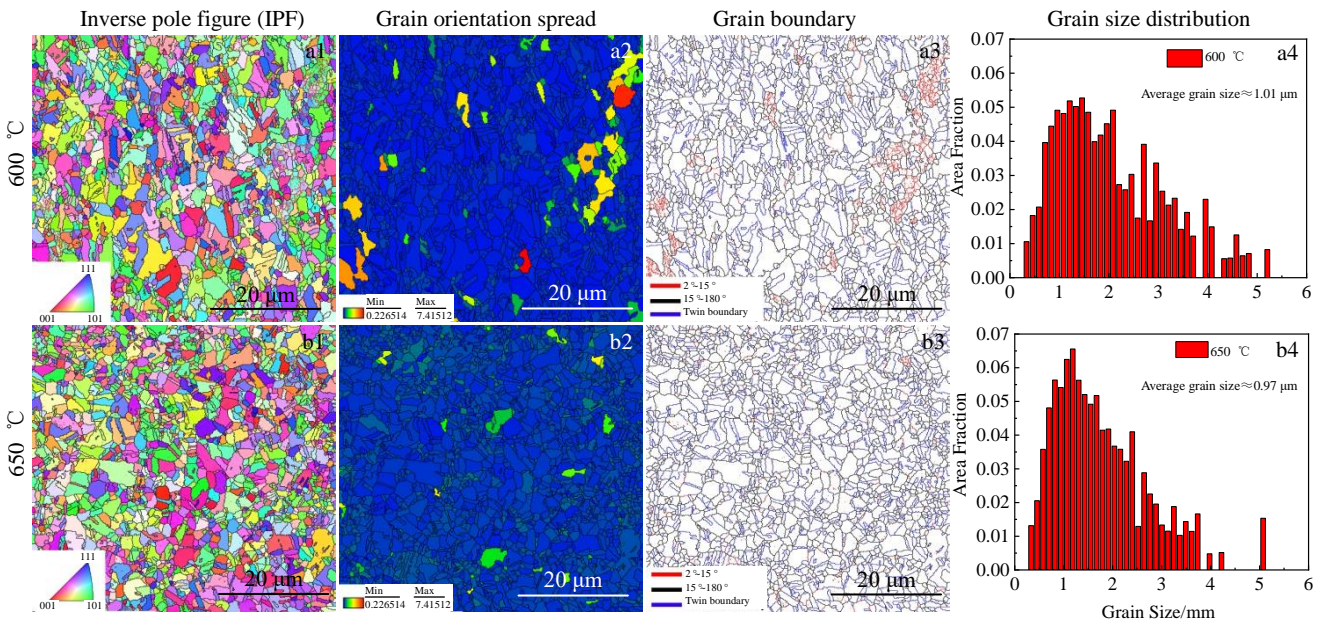 Inverse pole figure (IPF)
Grain orientation spread
Grain boundary
Grain size distribution
600 ℃
a1
111
001
101
20 μm
a2
Min
Max
0.226514
7.41512
20 μm
a3
2 °-15 °
15 °-180 °
Twin boundary
20 μm
Area Fraction
0.07
0.06
0.05
0.04
0.03
0.02
0.01
0.00
0 1 2 3 4 5 6
600 ℃
a4
Average grain size≈1.01 μm
650 ℃
b1
111
001
101
20 μm
b2
Min
Max
0.226514
7.41512
20 μm
b3
2 °-15 °
15 °-180 °
Twin boundary
20 μm
Area Fraction
0.07
0.06
0.05
0.04
0.03
0.02
0.01
0.00
0 1 2 3 4 5 6
650 ℃
b4
Average grain size≈0.97 μm
Grain Size/mm